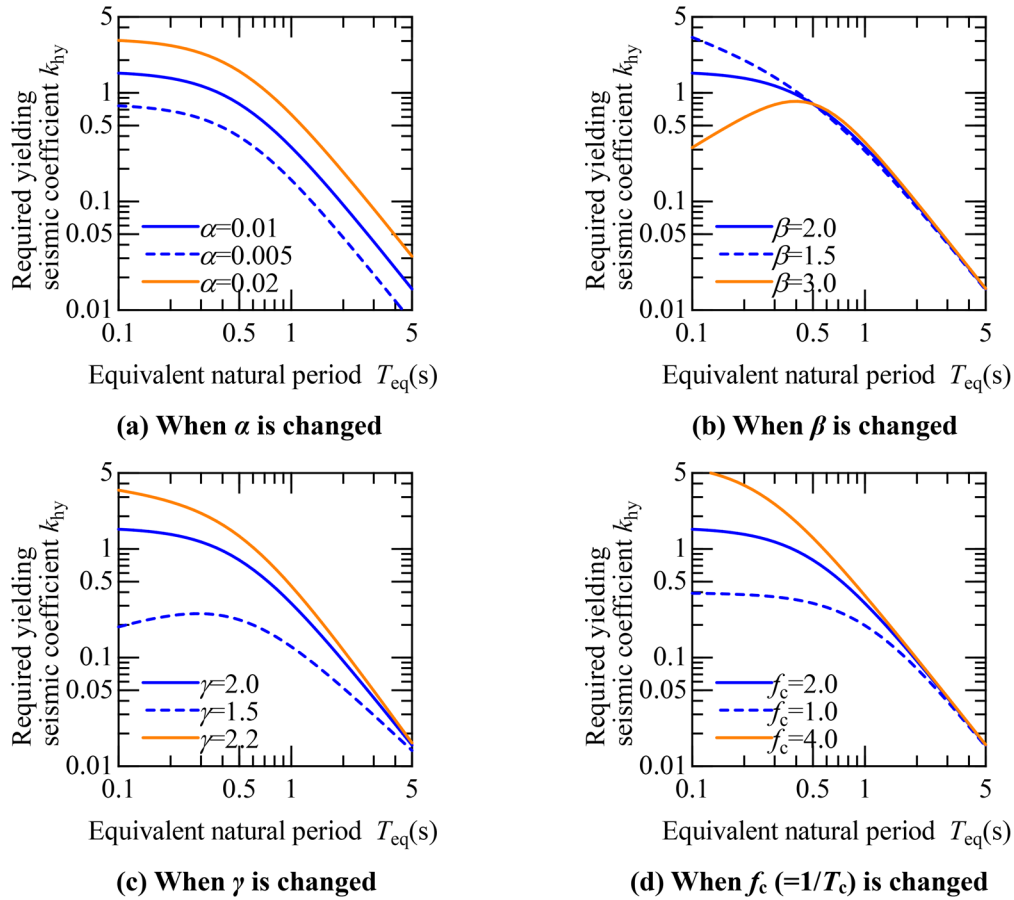 5
1
0.5
0.1
0.05
0.01
Required yielding
seismic coefficient khy
α=0.01
α=0.005
α=0.02
0.1 0.5 1 5
Equivalent natural period Teq(s)
(a) When α is changed
5
1
0.5
0.1
0.05
0.01
Required yielding
seismic coefficient khy
β=2.0
β=1.5
β=3.0
0.1 0.5 1 5
Equivalent natural period Teq(s)
(b) When β is changed
5
1
0.5
0.1
0.05
0.01
Required yielding
seismic coefficient khy
γ=2.0
γ=1.5
γ=2.2
0.1 0.5 1 5
Equivalent natural period Teq(s)
(c) When γ is changed
5
1
0.5
0.1
0.05
0.01
Required yielding
seismic coefficient khy
fc=2.0
fc=1.0
fc=4.0
0.1 0.5 1 5
Equivalent natural period Teq(s)
(d) When fc (=1/Tc) is changed